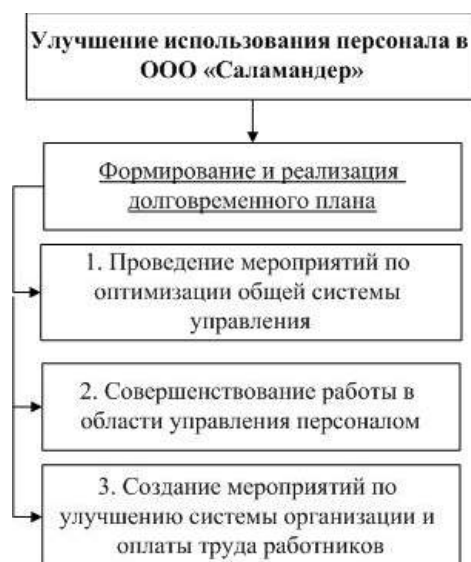 Улучшение использования персонала в
ООО «Саламандер»
Формирование и реализация
долговременного плана
1. Проведение мероприятий по
оптимизации общей системы
управления
2. Совершенствование работы в
области управления персоналом
3. Создание мероприятий по
улучшению системы организации и
оплаты труда работников